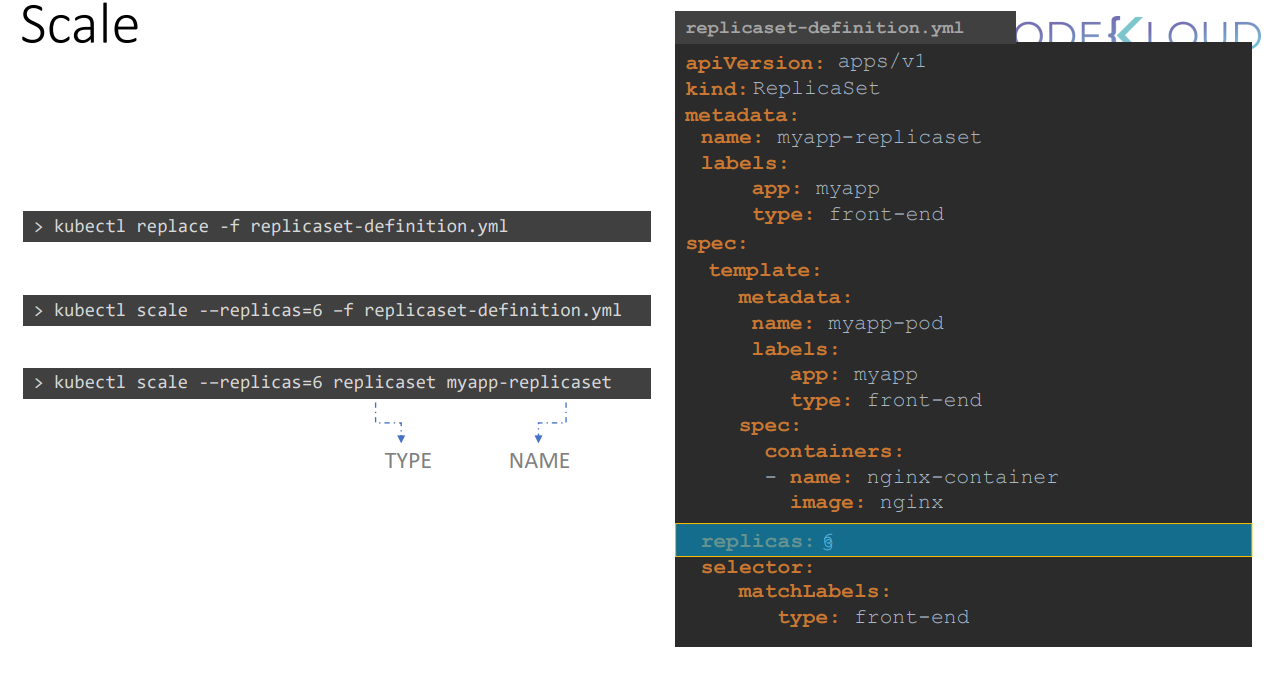 Scale
> kubectl replace -f replicaset-definition.yml
> kubectl scale --replicas=6 –f replicaset-definition.yml
> kubectl scale --replicas=6 replicaset myapp-replicaset
TYPE NAME
replicaset-definition.yml
apiVersion: apps/v1
kind: ReplicaSet
metadata:
name: myapp-replicaset
labels:
app: myapp
type: front-end
spec:
template:
metadata:
name: myapp-pod
labels:
app: myapp
type: front-end
spec:
containers:
- name: nginx-container
image: nginx
replicas:
selector:
matchLabels:
type: front-end